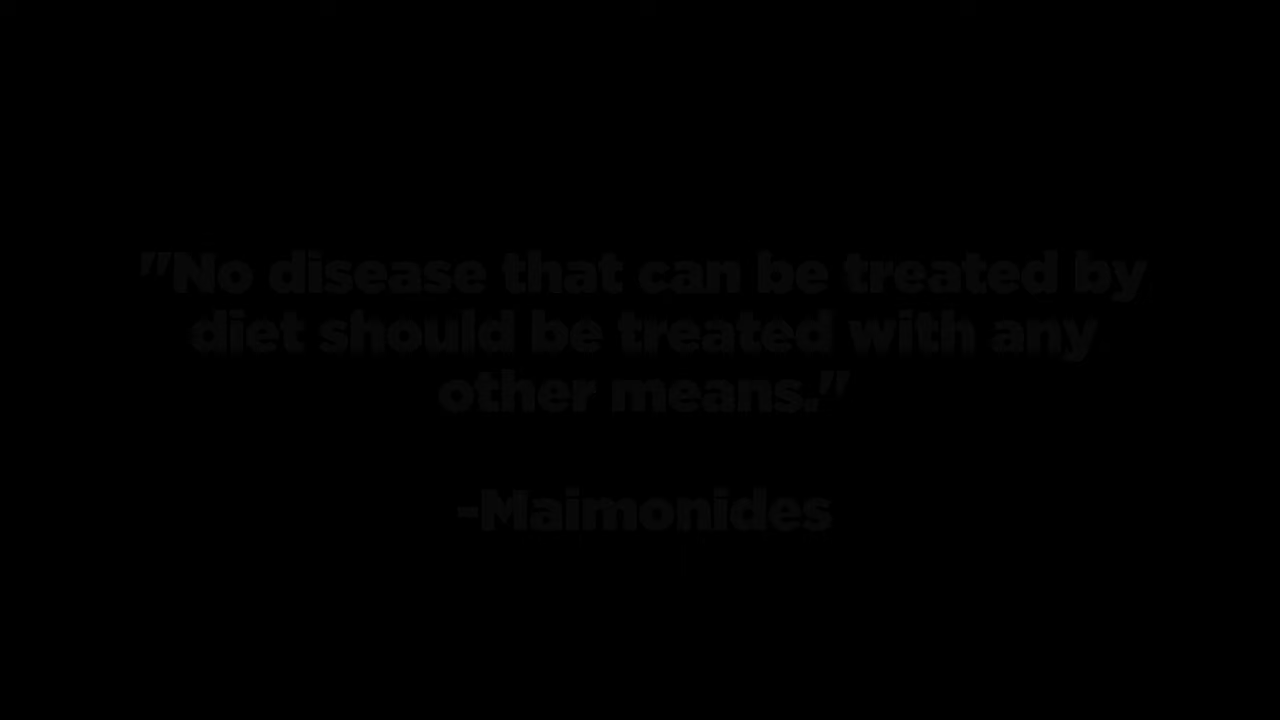 "No disease that can be treated by
diet should be treated with any
other means."
-Maimonides